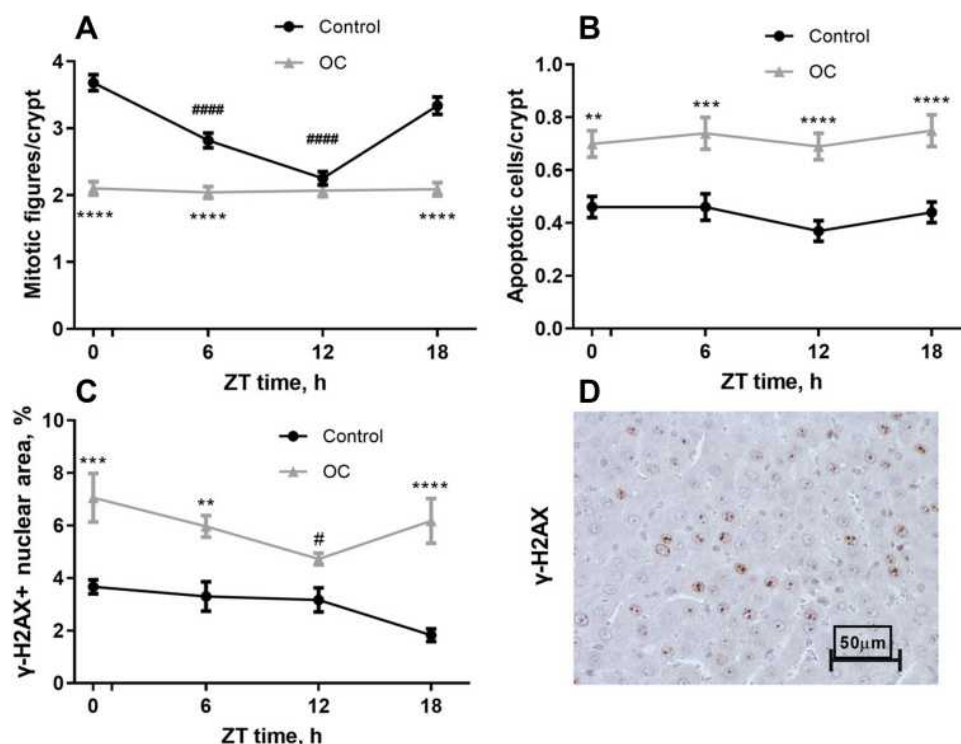 A
Control
OC
Mitotic figures/crypt
4
3
2
1
0
####
####
****
****
****
0
6
12
18
ZT time, h
B
Control
OC
Apoptotic cells/crypt
1.0
0.8
0.6
0.4
0.2
0.0
**
***
****
****
0
6
12
18
ZT time, h
C
Control
OC
γ-H2AX+ nuclear area, %
10
8
6
4
2
0
***
**
#
****
0
6
12
18
ZT time, h
D
γ-H2AX
50μm